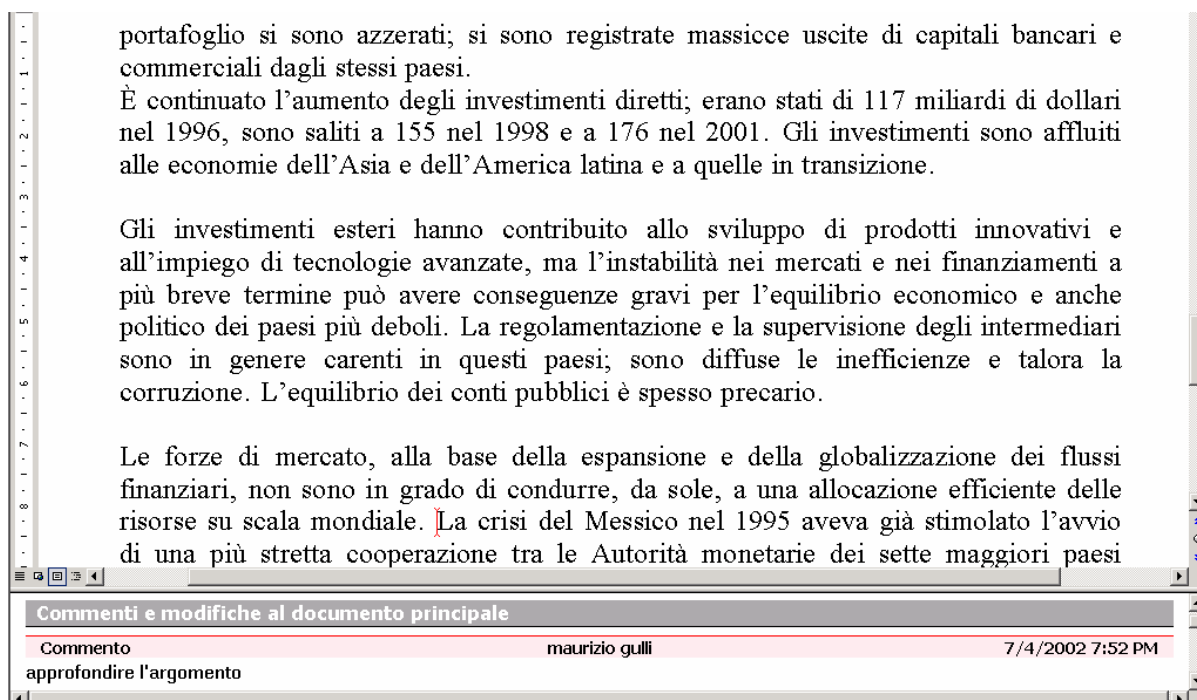 portafoglio si sono azzerati; si sono registrate massicce uscite di capitali bancari e
commerciali dagli stessi paesi.
È continuato l'aumento degli investimenti diretti; erano stati di 117 miliardi di dollari
nel 1996, sono saliti a 155 nel 1998 e a 176 nel 2001. Gli investimenti sono affluiti
alle economie dell'Asia e dell'America latina e a quelle in transizione.
Gli investimenti esteri hanno contribuito allo sviluppo di prodotti innovativi e
all'impiego di tecnologie avanzate, ma l'instabilità nei mercati e nei finanziamenti a
più breve termine può avere conseguenze gravi per l'equilibrio economico e anche
politico dei paesi più deboli. La regolamentazione e la supervisione degli intermediari
sono in genere carenti in questi paesi; sono diffuse le inefficienze e talora la
corruzione. L'equilibrio dei conti pubblici è spesso precario.
Le forze di mercato, alla base della espansione e della globalizzazione dei flussi
finanziari, non sono in grado di condurre, da sole, a una allocazione efficiente delle
risorse su scala mondiale. La crisi del Messico nel 1995 aveva già stimolato l'avvio
di una più stretta cooperazione tra le Autorità monetarie dei sette maggiori paesi
Commenti e modifiche al documento principale
Commento maurizio gulli 7/4/2002 7:52 PM
approfondire l'argomento
1
2
3
4
5
6
7
8